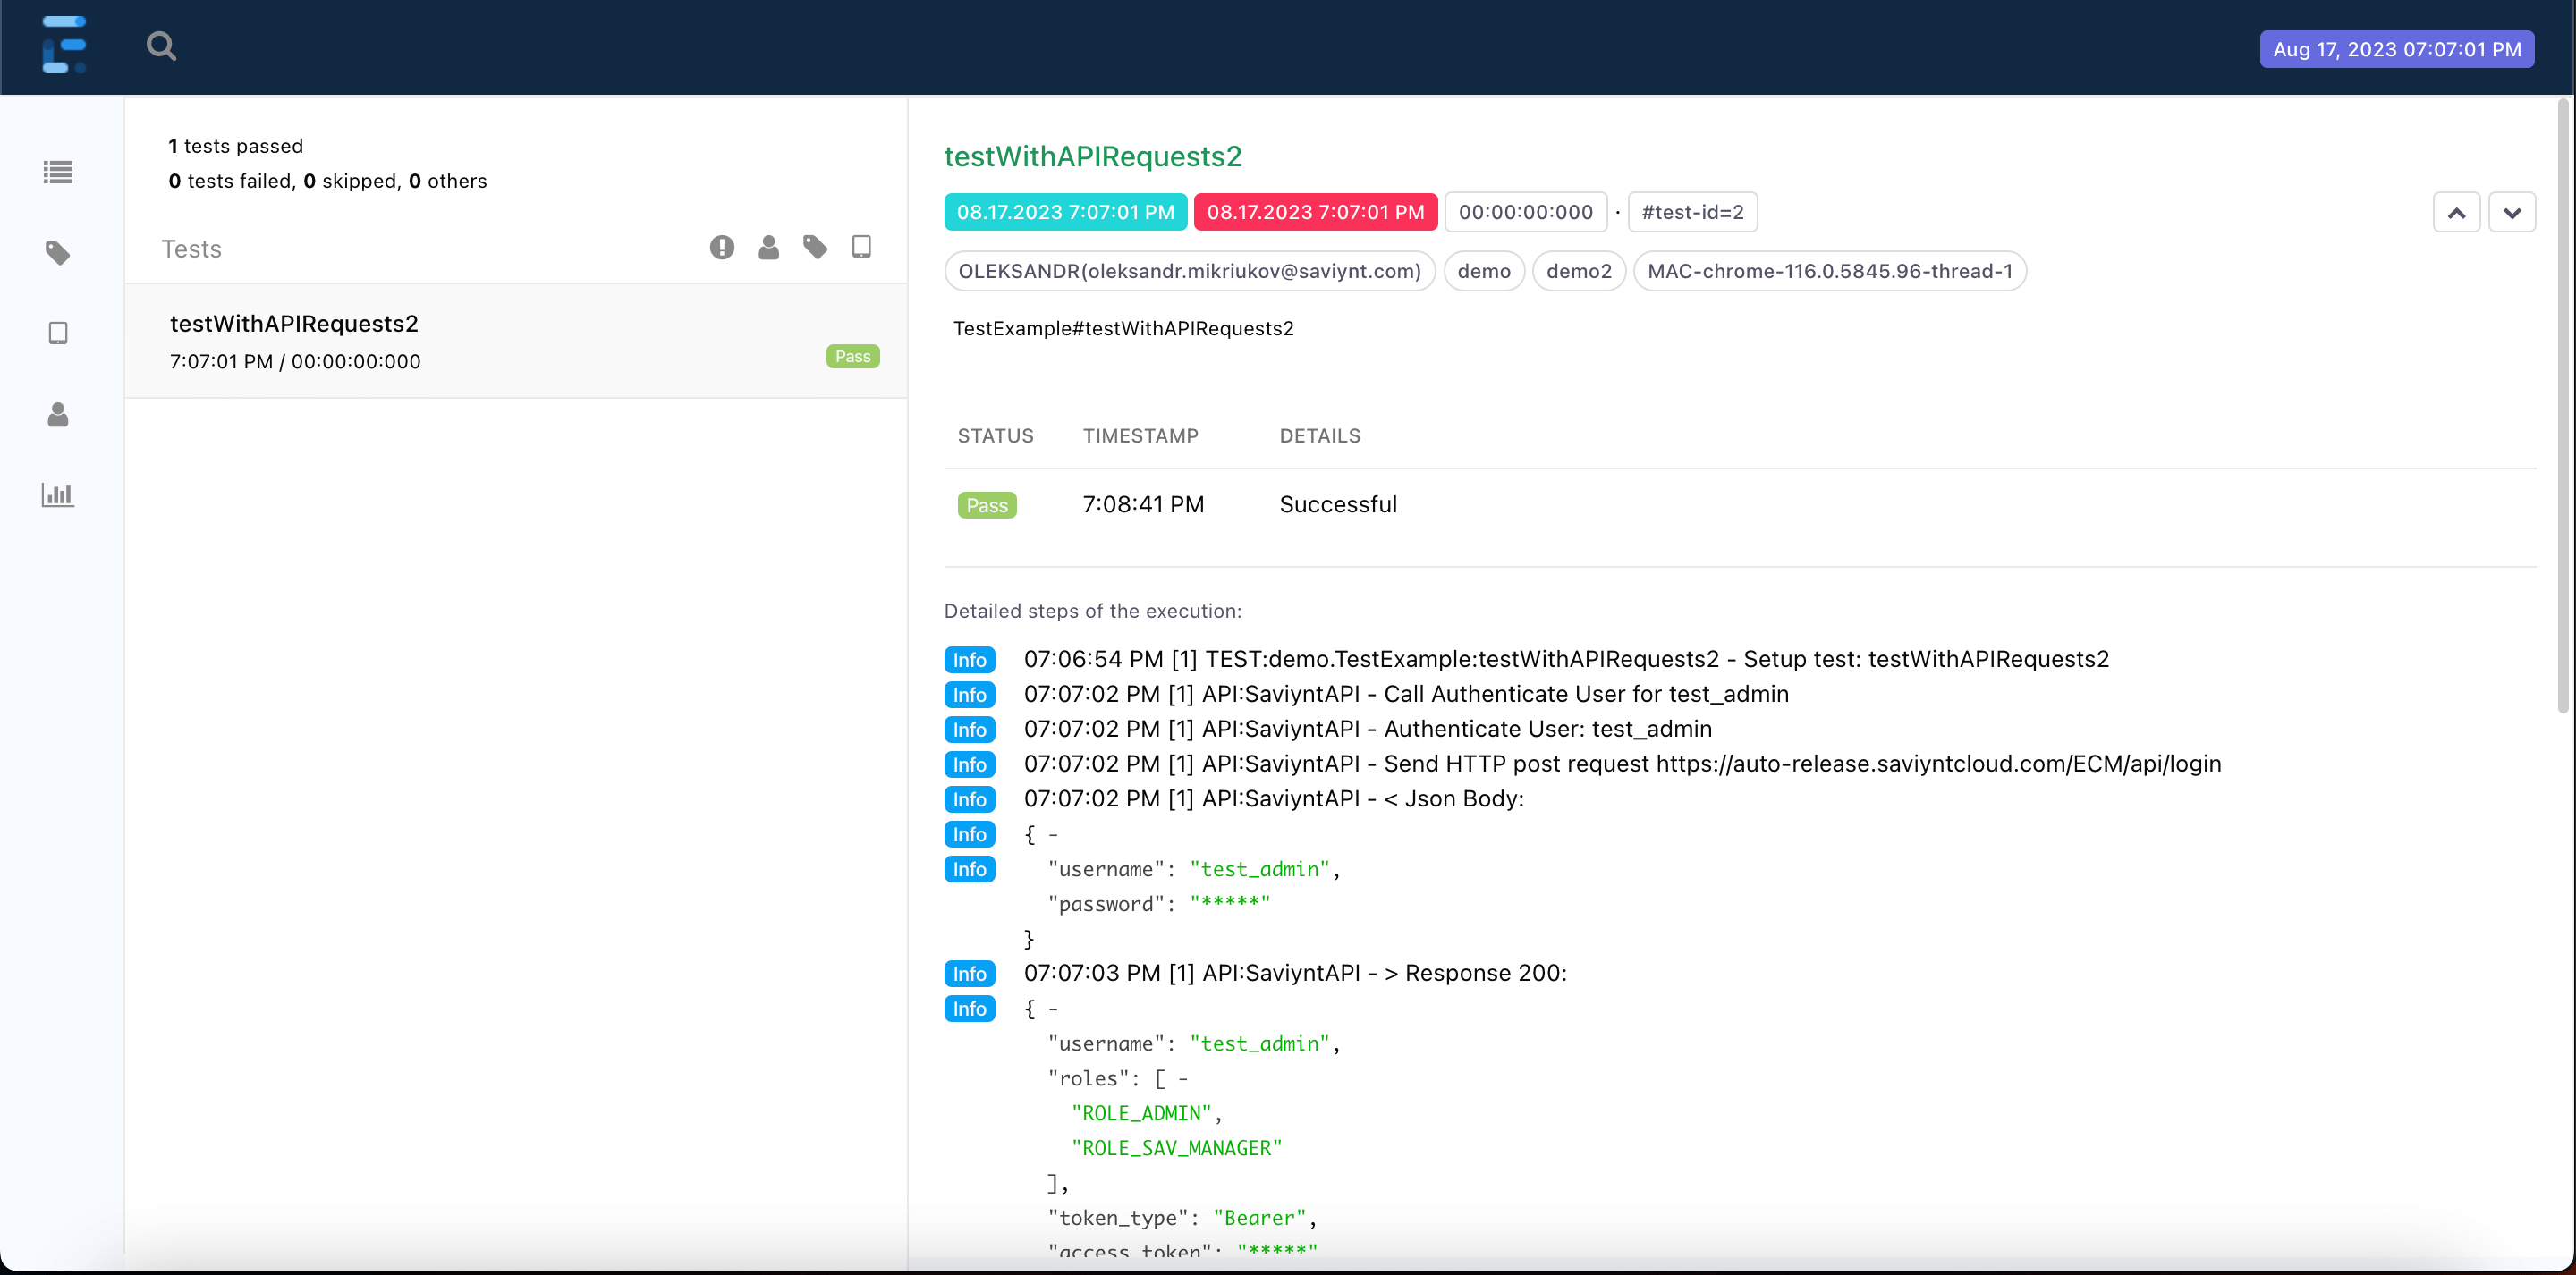 Aug 17, 2023 07:07:01 PM
1 tests passed
0 tests failed, 0 skipped, 0 others
Tests
testWithAPIRequests2
7:07:01 PM / 00:00:00:000
Pass
testWithAPIRequests2
08.17.2023 7:07:01 PM 08.17.2023 7:07:01 PM 00:00:00:000 · #test-id=2
OLEKSANDR(oleksandr.mikriukov@saviynt.com) demo demo2 MAC-chrome-116.0.5845.96-thread-1
TestExample#testWithAPIRequests2
STATUS TIMESTAMP DETAILS
Pass 7:08:41 PM Successful
Detailed steps of the execution:
Info 07:06:54 PM [1] TEST:demo.TestExample:testWithAPIRequests2 - Setup test: testWithAPIRequests2
Info 07:07:02 PM [1] API:SaviyntAPI - Call Authenticate User for test_admin
Info 07:07:02 PM [1] API:SaviyntAPI - Authenticate User: test_admin
Info 07:07:02 PM [1] API:SaviyntAPI - Send HTTP post request https://auto-release.saviyntcloud.com/ECM/api/login
Info 07:07:02 PM [1] API:SaviyntAPI - < Json Body:
Info { -
Info "username": "test_admin",
"password": "*****"
}
Info 07:07:03 PM [1] API:SaviyntAPI - > Response 200:
Info { -
"username": "test_admin",
"roles": [ -
"ROLE_ADMIN",
"ROLE_SAV_MANAGER"
],
"token_type": "Bearer",
"access_token": "*****"